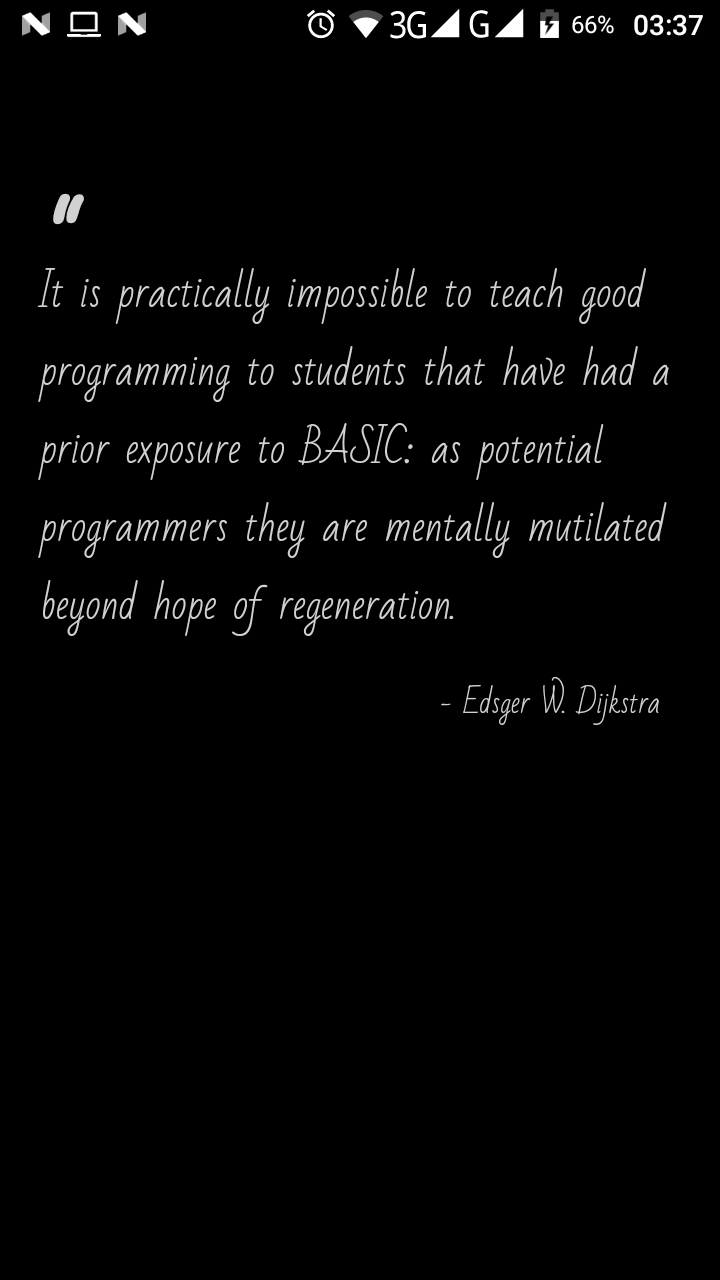 3G G 66% 03:37
"
It is practically impossible to teach good
programming to students that have had a
prior exposure to BASIC: as potential
programmers they are mentally mutilated
beyond hope of regeneration.
- Edsger W. Dijkstra